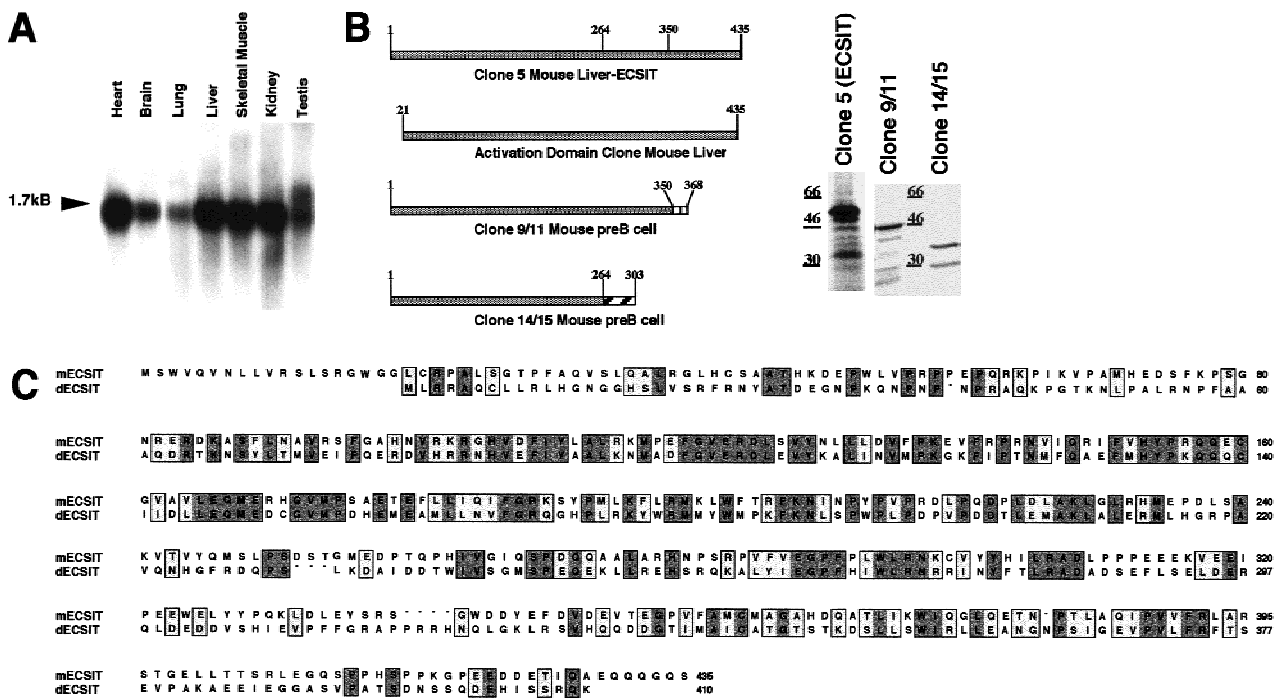 A
Heart
Brain
Lung
Liver
Skeletal Muscle
Kidney
Testis
1.7kB
B
1 264 350 435
Clone 5 Mouse Liver-ECSIT
21 435
Activation Domain Clone Mouse Liver
1 350 368
Clone 9/11 Mouse preB cell
1 264 303
Clone 14/15 Mouse preB cell
Clone 5 (ECSIT)
Clone 9/11
Clone 14/15
66 66
46 46
30 30
C
mECSIT M S W V Q V N L L V R S L S R G W G G L C R P A L S G T P F A Q V S L Q A L R G L H C S A A T H K D E P W L V P R P P E P Q R K P I K V P A M H E D S F K P S G 80
dECSIT M L R R A Q C L L R L H G N G G H S L V S R F R N Y A T D E G N P K Q N P N - N P R A Q K P G T K N L P A L R N P F A A 60
mECSIT N R E R D K A S F L N A V R S F G A H N V R K R G H V D F I Y L A L R K M P E F G V E R D L S V Y N L L L D V F P K E V F R P R N V I Q R I F V H Y P R Q Q E C 160
dECSIT A Q D R T K N S Y L T M V E I F Q E R D V H R R N H V E F I Y A A L K N M A D F G V E R D L E V Y K A L I N V M P K G K F I P T N M F Q A E F M H Y P K Q Q Q C 140
mECSIT G V A V L E Q M E R H G V M P S A E T E F L L I Q I F G R K S Y P M L K F L R M K L W F T R F K N I N P Y P V P R D L P Q D P L D L A K L G L R H M E P D L S A 240
dECSIT I I D L L E Q M E D C G V M P D H E M E A M L L N V F G R Q G H P L R K Y W R M M Y W M P K F K N L S P W P L P D P V P D D T L E M A K L A L E R M L H G R P A 220
mECSIT K V T V Y Q M S L P S D S T G M E D P T Q P H I V G I Q S P D Q Q A A L A R H N P S R P V F V E G P F P L W L R N K C V Y Y H I L R A D L P P P E E E K V E E I 320
dECSIT V Q N H G F R D Q P S - - - L K D A I D D T W L V S G M S P E Q E K L L R E H S R Q K A L Y I E G P F H I W L R N R R I N Y F T L R A D A D S E F L S E L D E R 297
mECSIT P E W E L Y Y P Q K L D L E Y S R S - - - - G W D D Y E F D V D E V T E G P V F A M C M A G A H D Q A T L I K W I Q G L Q E T N - P T L A Q I P V V F R L A R 395
dECSIT Q L D E D D V S H I E V P F F G R A P P R R H N Q L G K L R S V H Q Q D D G T I M A I C A T G T S T K D S L L S W I R L L E A N G N P S I G E V P V L F R F T S 377
mECSIT S T G E L L T T S R L E G Q S P P H S P P K G P E E D D E T I Q A E Q Q Q G Q S 435
dECSIT E V P A K A E E I E G G A S V P A T S D N S S Q D E H I S S R Q K 410